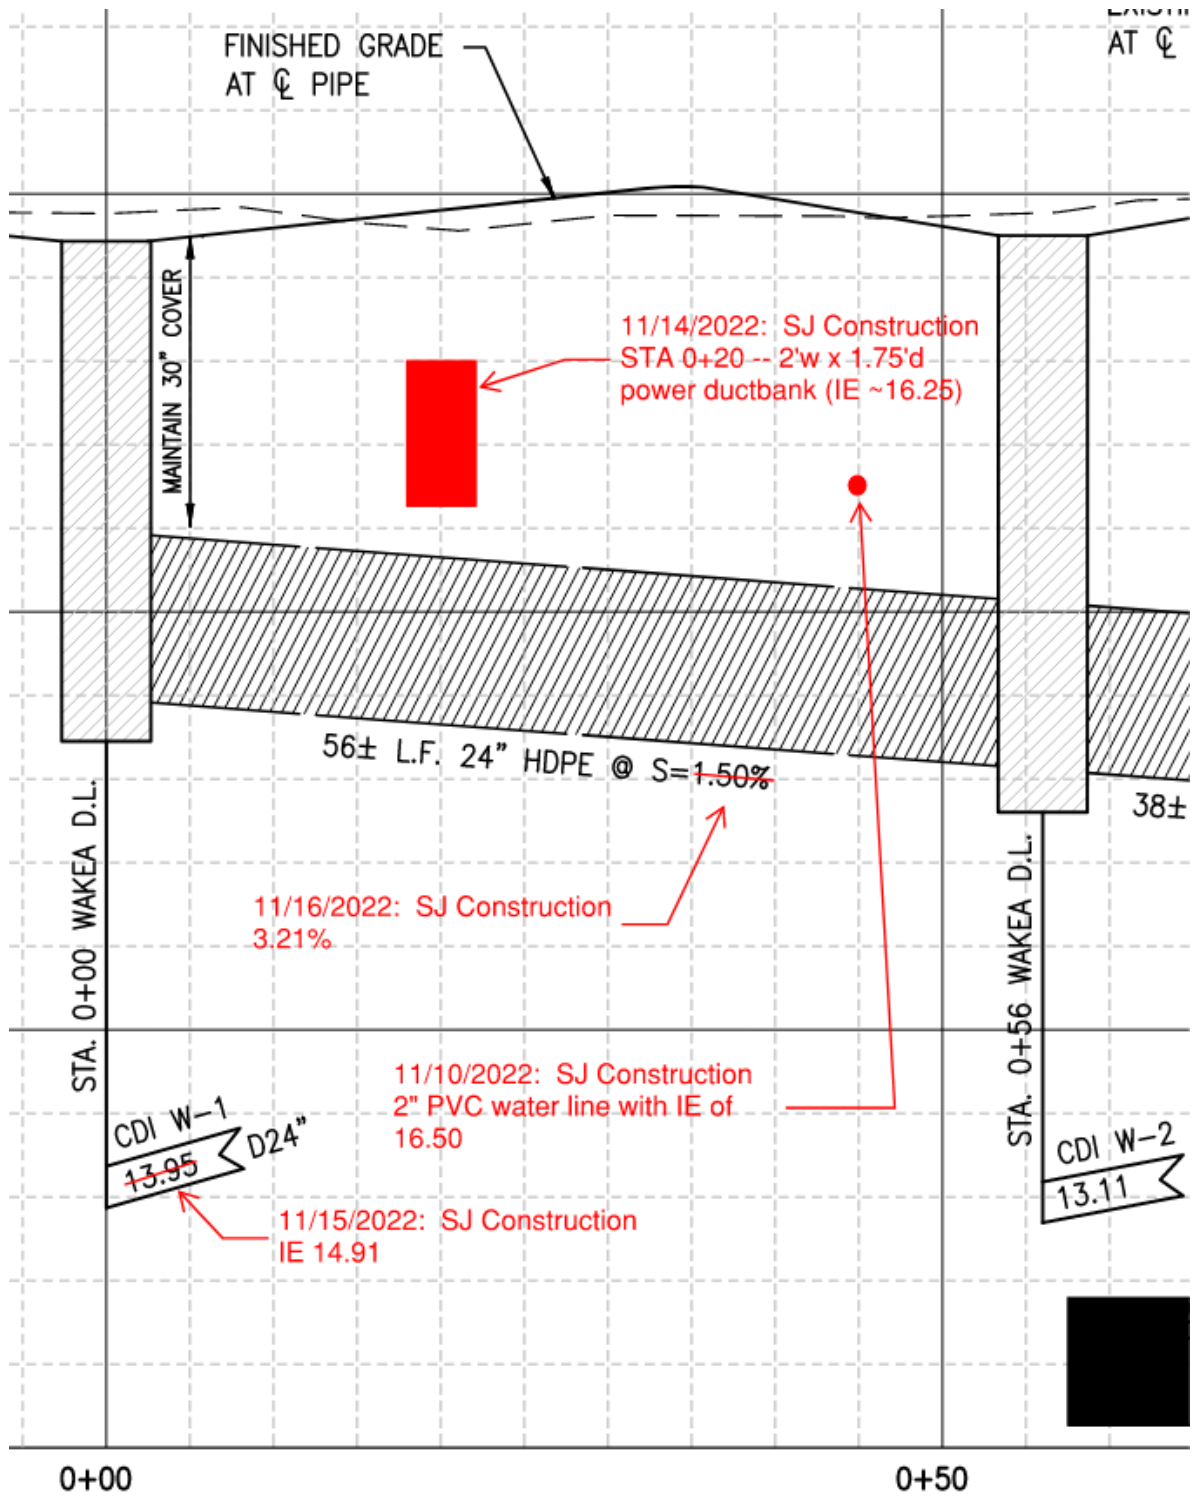 FINISHED GRADE
AT ℄ PIPE
AT ℄
MAINTAIN 30" COVER
11/14/2022: SJ Construction
STA 0+20 -- 2'w x 1.75'd
power ductbank (IE ~16.25)
56± L.F. 24" HDPE @ S=1.50%
38±
11/16/2022: SJ Construction
3.21%
STA. 0+00 WAKEA D.L.
STA. 0+56 WAKEA D.L.
11/10/2022: SJ Construction
2" PVC water line with IE of
16.50
CDI W-1
13.95
D24"
CDI W-2
13.11
11/15/2022: SJ Construction
IE 14.91
0+00
0+50